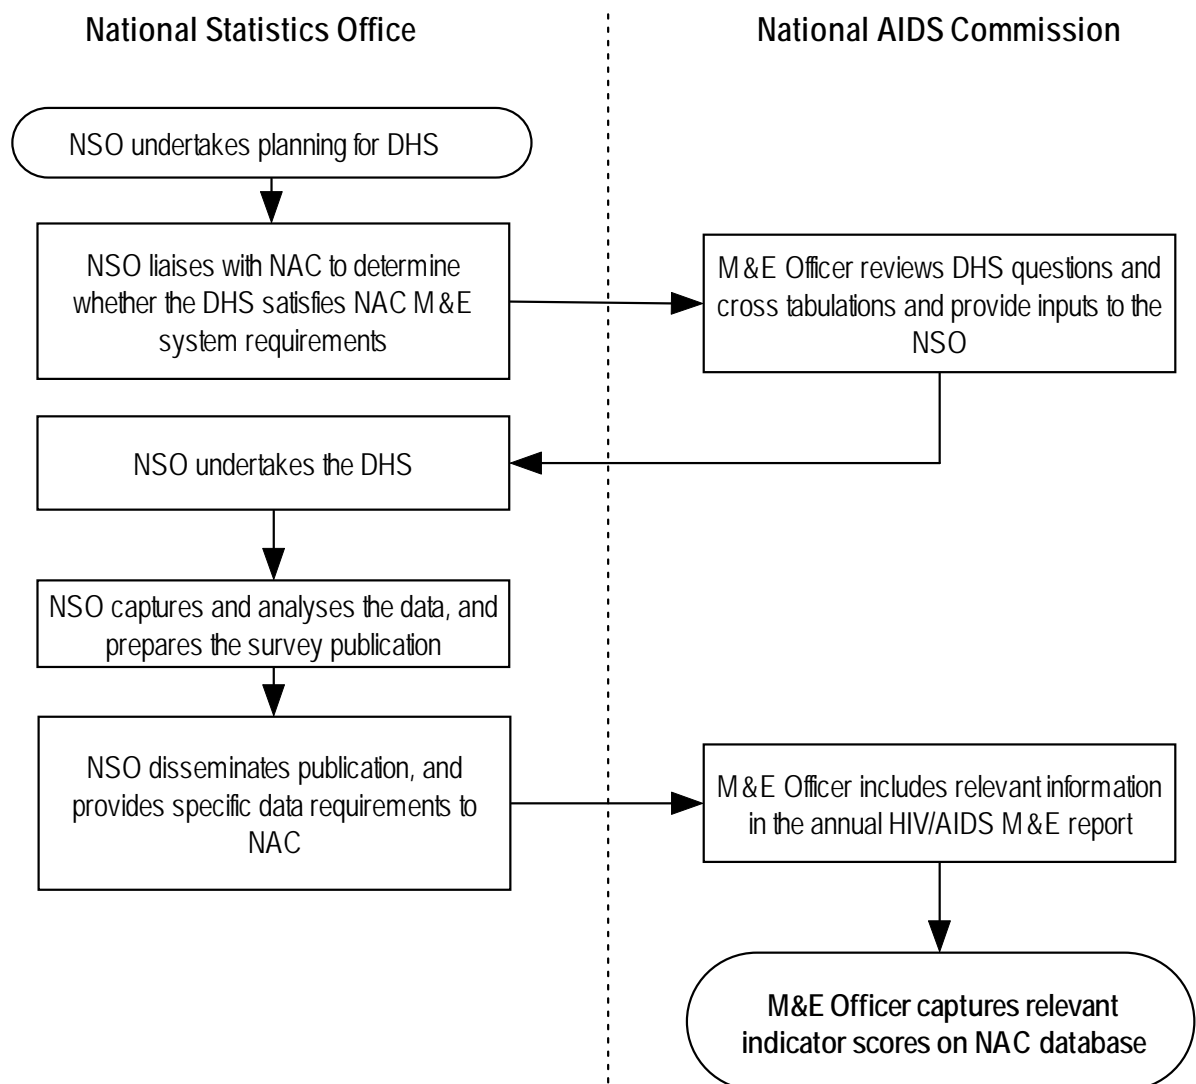 National Statistics Office
National AIDS Commission
NSO undertakes planning for DHS
NSO liaises with NAC to determine
whether the DHS satisfies NAC M&E
system requirements
M&E Officer reviews DHS questions and
cross tabulations and provide inputs to the
NSO
NSO undertakes the DHS
NSO captures and analyses the data, and
prepares the survey publication
NSO disseminates publication, and
provides specific data requirements to
NAC
M&E Officer includes relevant information
in the annual HIV/AIDS M&E report
M&E Officer captures relevant
indicator scores on NAC database